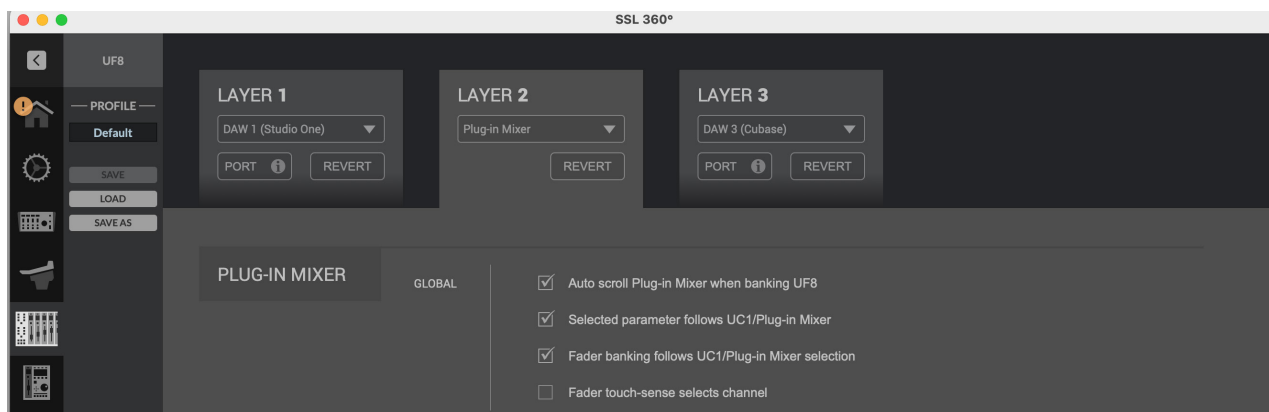 SSL 360°
UF8
PROFILE
Default
SAVE
LOAD
SAVE AS
LAYER 1
DAW 1 (Studio One)
PORT REVERT
LAYER 2
Plug-in Mixer
REVERT
LAYER 3
DAW 3 (Cubase)
PORT REVERT
PLUG-IN MIXER
GLOBAL
Auto scroll Plug-in Mixer when banking UF8
Selected parameter follows UC1/Plug-in Mixer
Fader banking follows UC1/Plug-in Mixer selection
Fader touch-sense selects channel